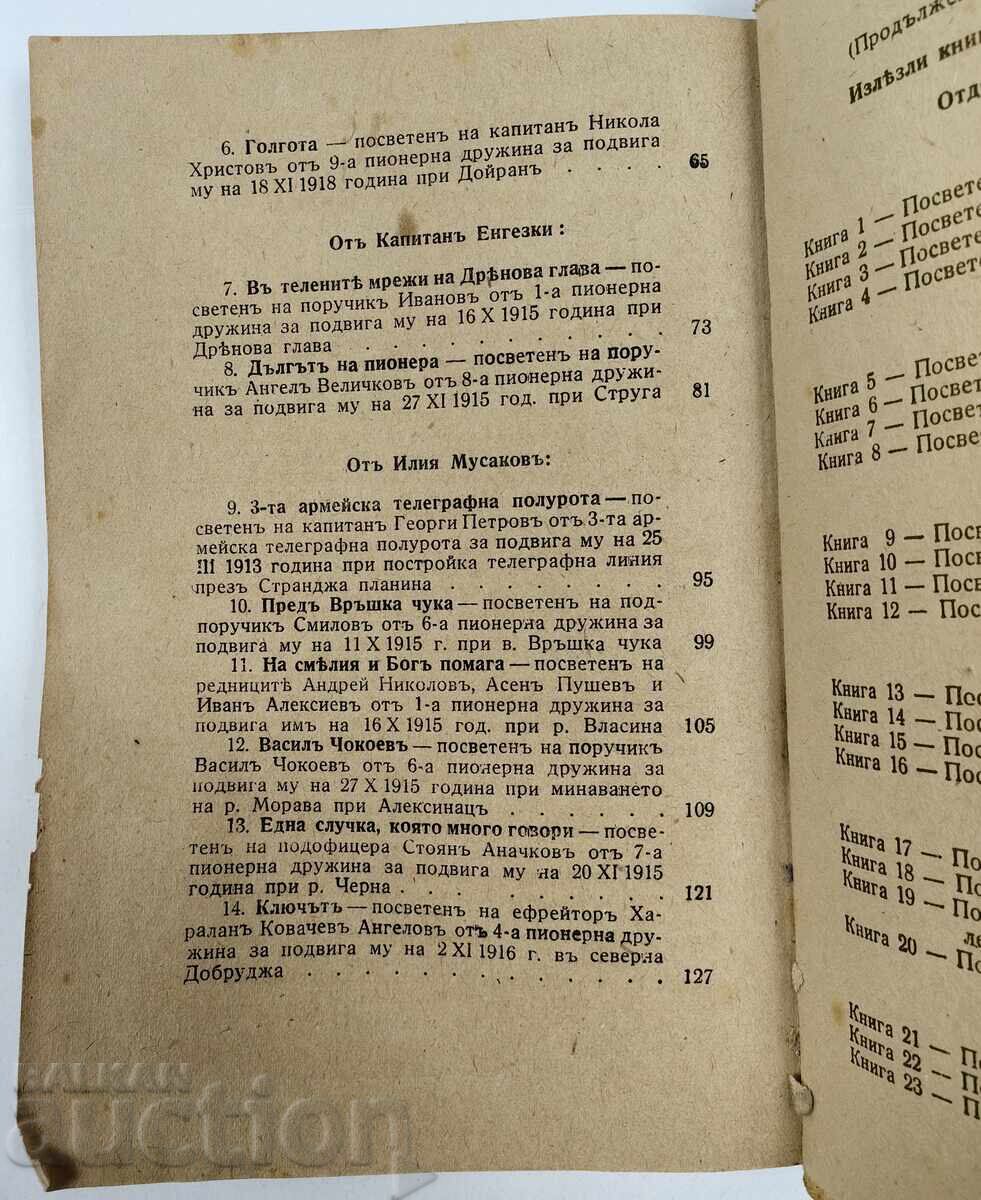 6. Голгота — посветенъ на капитанъ Никола
Христовъ отъ 9-а пионерна дружина за подвига
му на 18 XI 1918 година при Дойранъ . . . . 65
Отъ Капитанъ Енгезки:
7. Въ теленитѣ мрежи на Дрѣнова глава — по-
светенъ на поручикъ Ивановъ отъ 1-а пионерна
дружина за подвига му на 16 X 1915 година при
Дрѣнова глава . . . . . . . . . . 73
8. Дългътъ на пионера — посветенъ на пору-
чикъ Ангелъ Величковъ отъ 8-а пионерна дружи-
на за подвига му на 27 XI 1915 год. при Струга 81
Отъ Илия Мусаковъ:
9. 3-та армейска телеграфна полурота — по-
светенъ на капитанъ Георги Петровъ отъ 3-та ар-
мейска телеграфна полурота за подвига му на 25
III 1913 година при постройка телеграфна линия
презъ Странджа планина . . . . . . . . 95
10. Предъ Връшка чука — посветенъ на под-
поручикъ Смиловъ отъ 6-а пионерна дружина за
подвига му на 11 X 1915 г. при в. Връшка чука 99
11. На смѣлия и Богъ помага — посветенъ на
редницитѣ Андрей Николовъ, Асенъ Пушевъ и
Иванъ Алексиевъ от 1-а пионерна дружина за
подвига имъ на 16 X 1915 год. при р. Власина 105
12. Василъ Чокоевъ — посветенъ на поручикъ
Василъ Чокоевъ от 6-а пионерна дружина за
подвига му на 27 X 1915 година при минаването
на р. Морава при Алексинацъ . . . . . . 109
13. Една случка, която много говори — посве-
тенъ на подофицера Стоянъ Аначковъ отъ 7-а
пионерна дружина за подвига му на 20 XI 1915
година при р. Черна . . . . . . . . . 121
14. Ключътъ — посветенъ на ефрейторъ Ха-
раланъ Ковачевъ Ангеловъ отъ 4-а пионерна дру-
жина за подвига му на 2 XI 1916 г. въ северна
Добруджа . . . . . . . . . . . . 127
(Продълже
Излѣзли кни
Отд
Книга 1 — Посвете
Книга 2 — Посвете
Книга 3 — Посвете
Книга 4 — Посвете
Книга 5 — Посвет
Книга 6 — Посвет
Книга 7 — Посвет
Книга 8 — Посве
Книга 9 — Посв
Книга 10 — Посв
Книга 11 — Посв
Книга 12 — Пос
Книга 13 — Пос
Книга 14 — Пос
Книга 15 — Пос
Книга 16 — Пос
Книга 17 — По
Книга 18 — По
Книга 19 — По
ле
Книга 20 — По
Книга 21 — П
Книга 22 — П
Книга 23 — П
БАЛКАН
auction